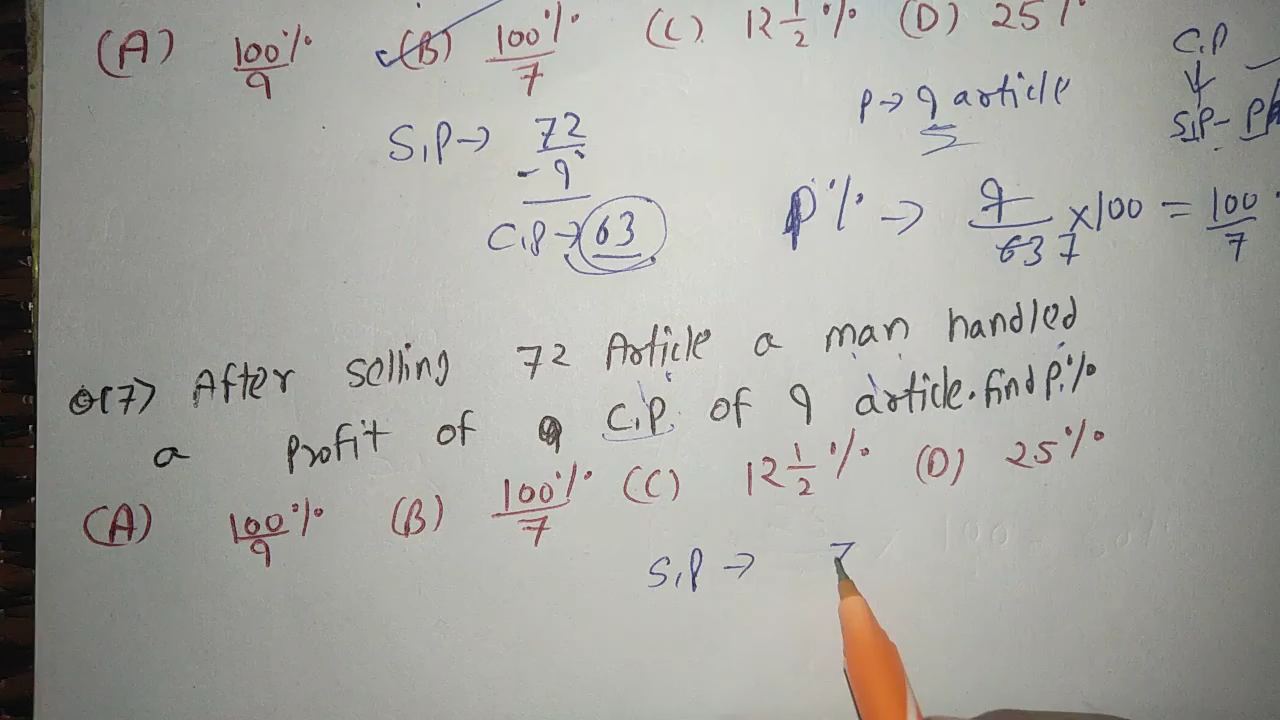 (A) 100%/9 (B) 100%/7 (C) 12 1/2 % (D) 25%
C.P
P→ 9 article
S.P→ 72
S.P-
- 9
C.P→ 63
P% → 9/63 7 ×100 = 100/7
Q(7) After selling 72 Article a man handled
a Profit of C.P. of 9 article. find P.%
(A) 100%/9 (B) 100%/7 (C) 12 1/2 % (D) 25%
S.P → 7